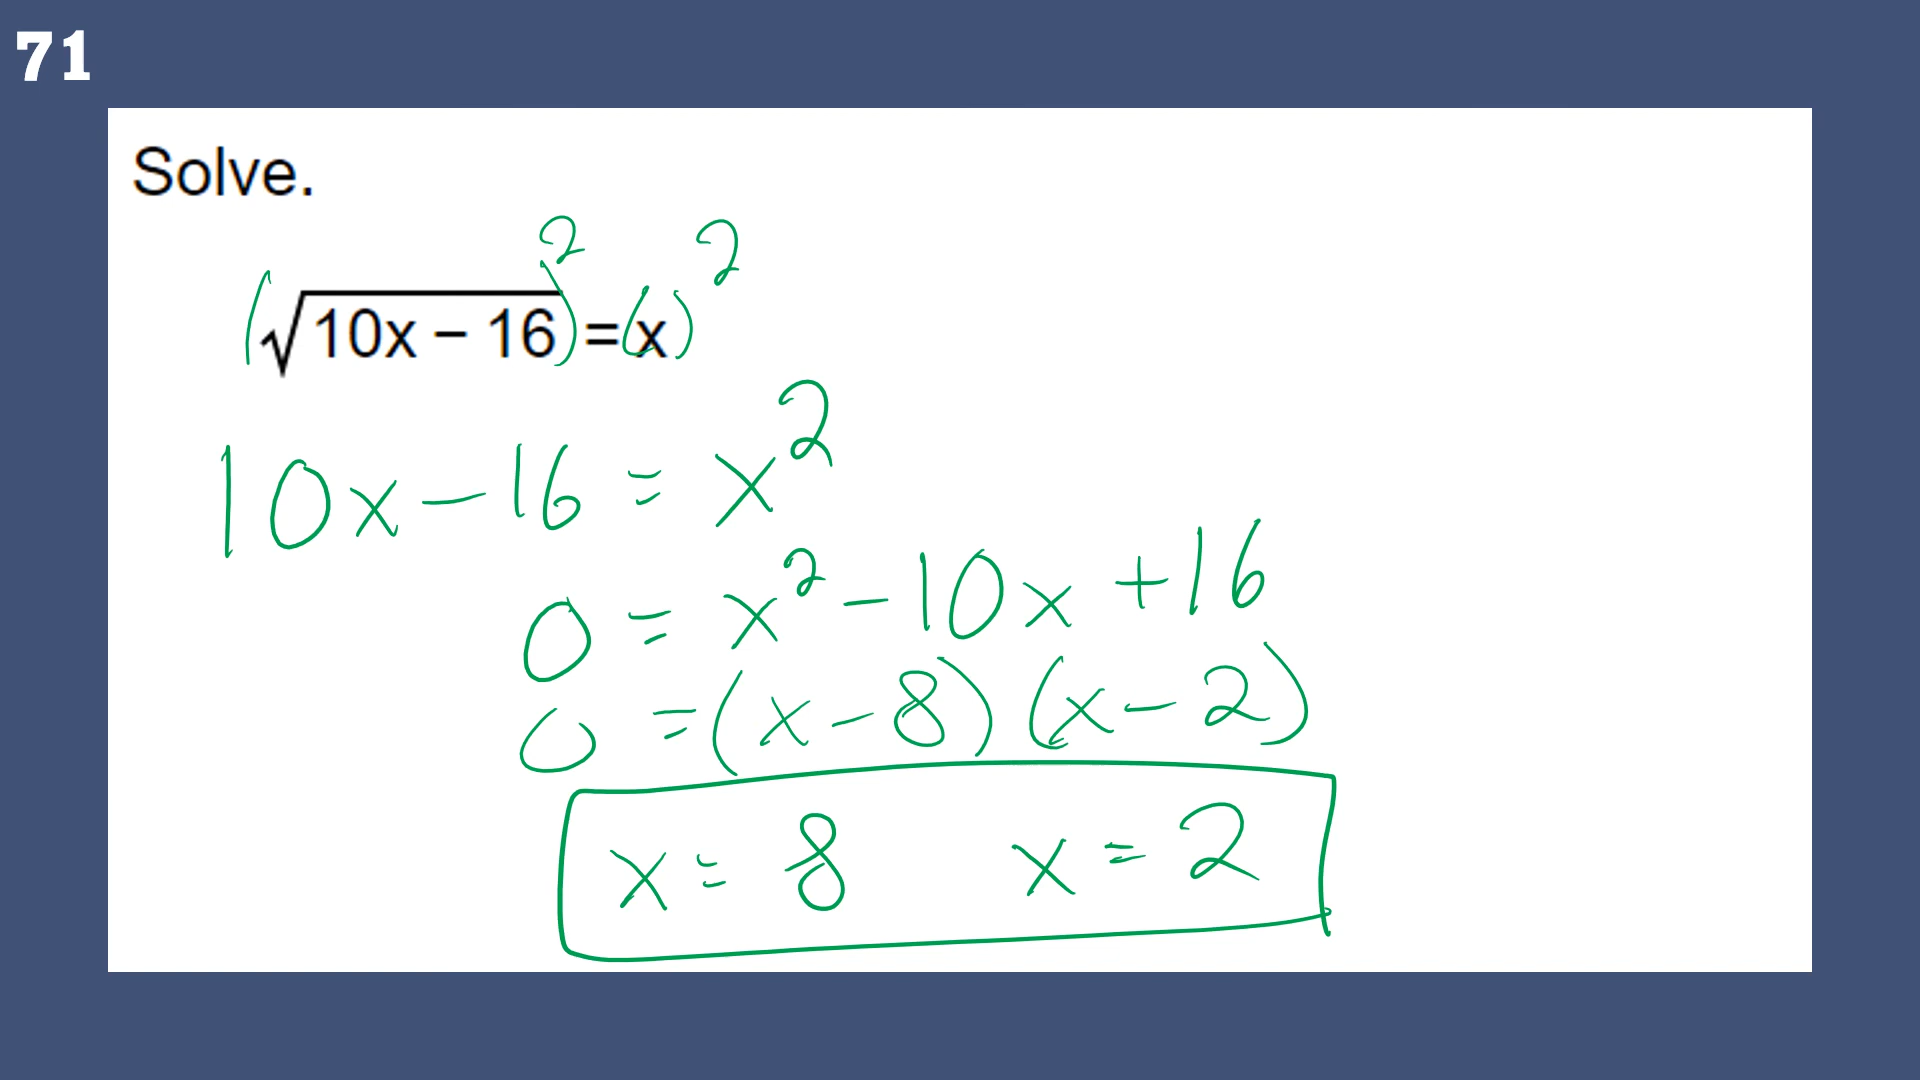 71
Solve.
(√10x − 16)² = (x)²
10x − 16 = x²
0 = x² − 10x + 16
0 = (x − 8) (x − 2)
x = 8 x = 2